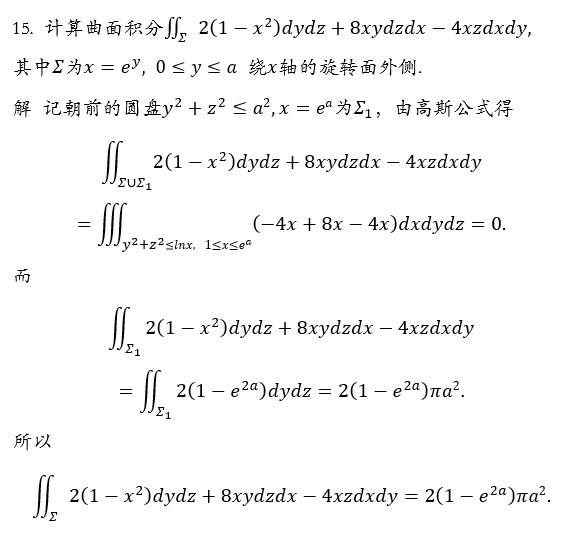 15. 计算曲面积分∬_Σ 2(1 − x²)dydz + 8xydzdx − 4xzdxdy,
其中Σ为x = e^y, 0 ≤ y ≤ a 绕x轴的旋转面外侧.
解 记朝前的圆盘y² + z² ≤ a², x = e^a为Σ₁，由高斯公式得
∬_{Σ∪Σ₁} 2(1 − x²)dydz + 8xydzdx − 4xzdxdy
= ∭_{y²+z²≤lnx, 1≤x≤e^a} (−4x + 8x − 4x)dxdydz = 0.
而
∬_{Σ₁} 2(1 − x²)dydz + 8xydzdx − 4xzdxdy
= ∬_{Σ₁} 2(1 − e^{2a})dydz = 2(1 − e^{2a})πa².
所以
∬_Σ 2(1 − x²)dydz + 8xydzdx − 4xzdxdy = 2(1 − e^{2a})πa².